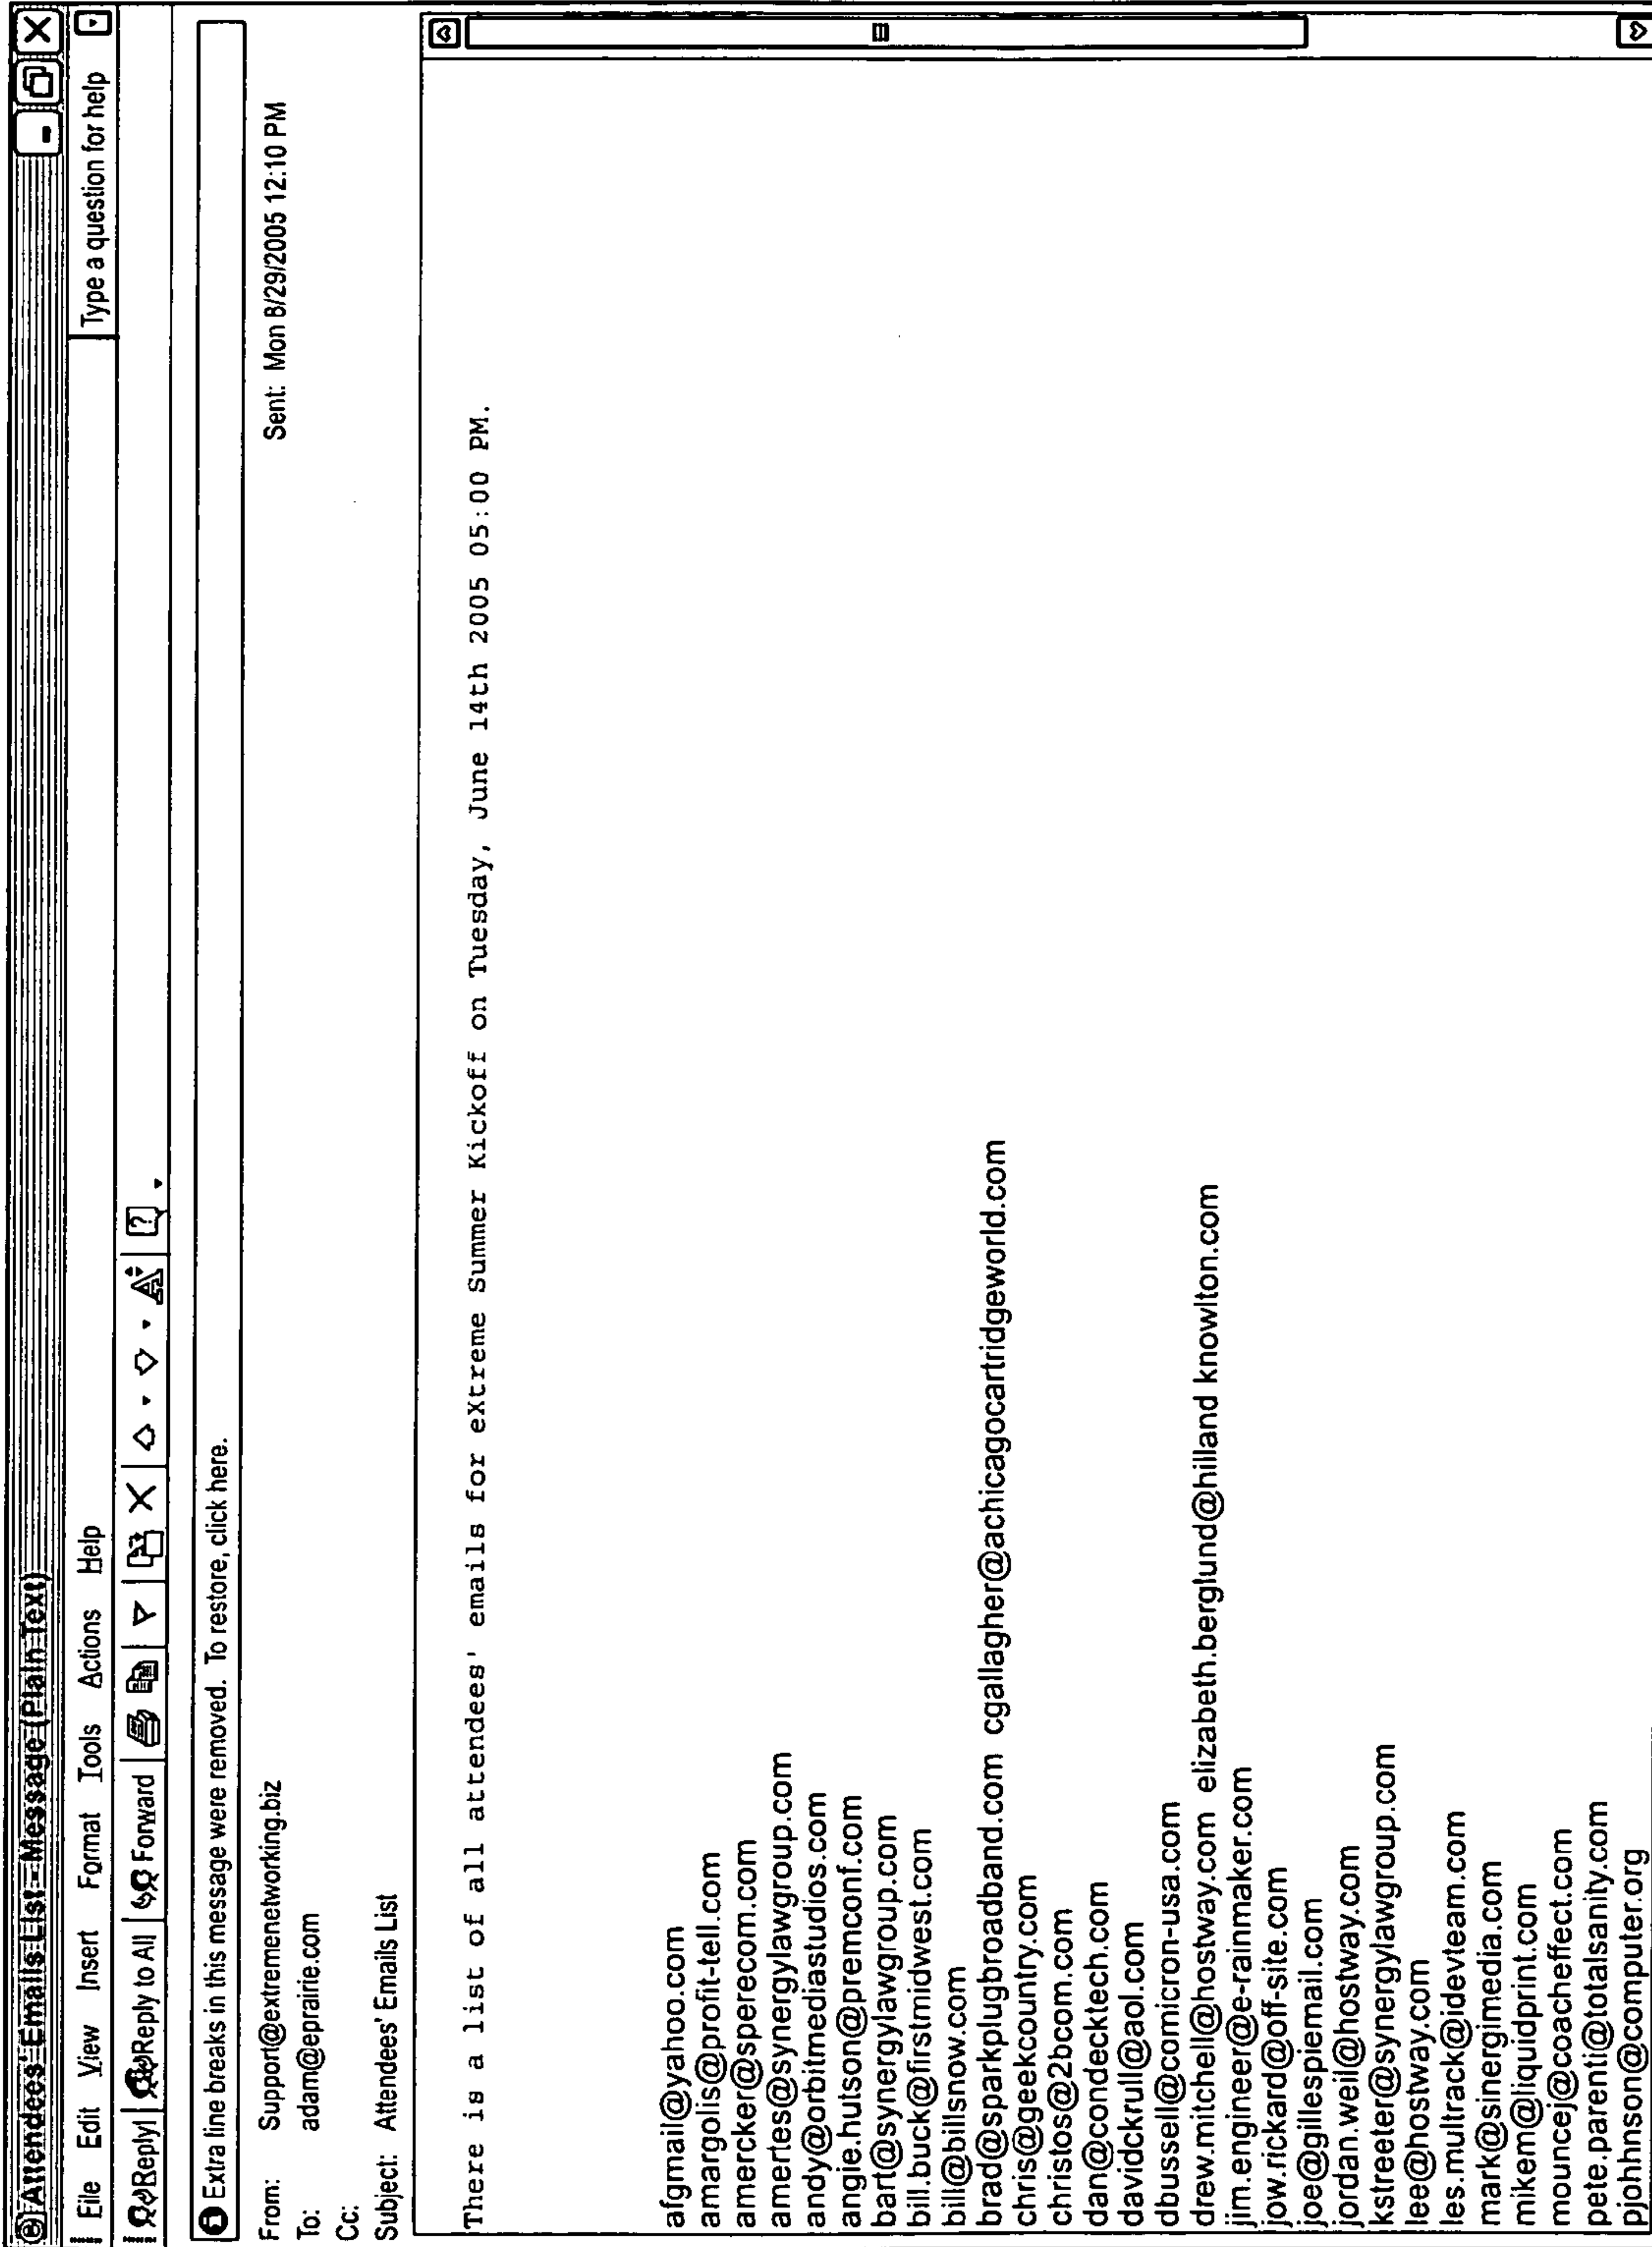 Attendees' Emails List - Message (Plain Text)
File Edit View Insert Format Tools Actions Help Type a question for help
Reply Reply to All Forward
Extra line breaks in this message were removed. To restore, click here.
From: Support@extremenetworking.biz Sent: Mon 8/29/2005 12:10 PM
To: adam@eprairie.com
Cc:
Subject: Attendees' Emails List
There is a list of all attendees' emails for eXtreme Summer Kickoff on Tuesday, June 14th 2005 05:00 PM.
afgmail@yahoo.com
amargolis@profit-tell.com
amercker@sperecom.com
amertes@synergylawgroup.com
andy@orbitmediastudios.com
angie.hutson@premconf.com
bart@synergylawgroup.com
bill.buck@firstmidwest.com
bill@billsnow.com
brad@sparkplugbroadband.com cgallagher@achicagocartridgeworld.com
chris@geekcountry.com
christos@2bcom.com
dan@condecktech.com
davidckrull@aol.com
dbussell@comicron-usa.com
drew.mitchell@hostway.com elizabeth.berglund@hilland knowlton.com
jim.engineer@e-rainmaker.com
jow.rickard@off-site.com
joe@gillespiemail.com
jordan.weil@hostway.com
kstreeter@synergylawgroup.com
lee@hostway.com
les.multrack@idevteam.com
mark@sinergimedia.com
mikem@liquidprint.com
mouncej@coacheffect.com
pete.parenti@totalsanity.com
pjohhnson@computer.org